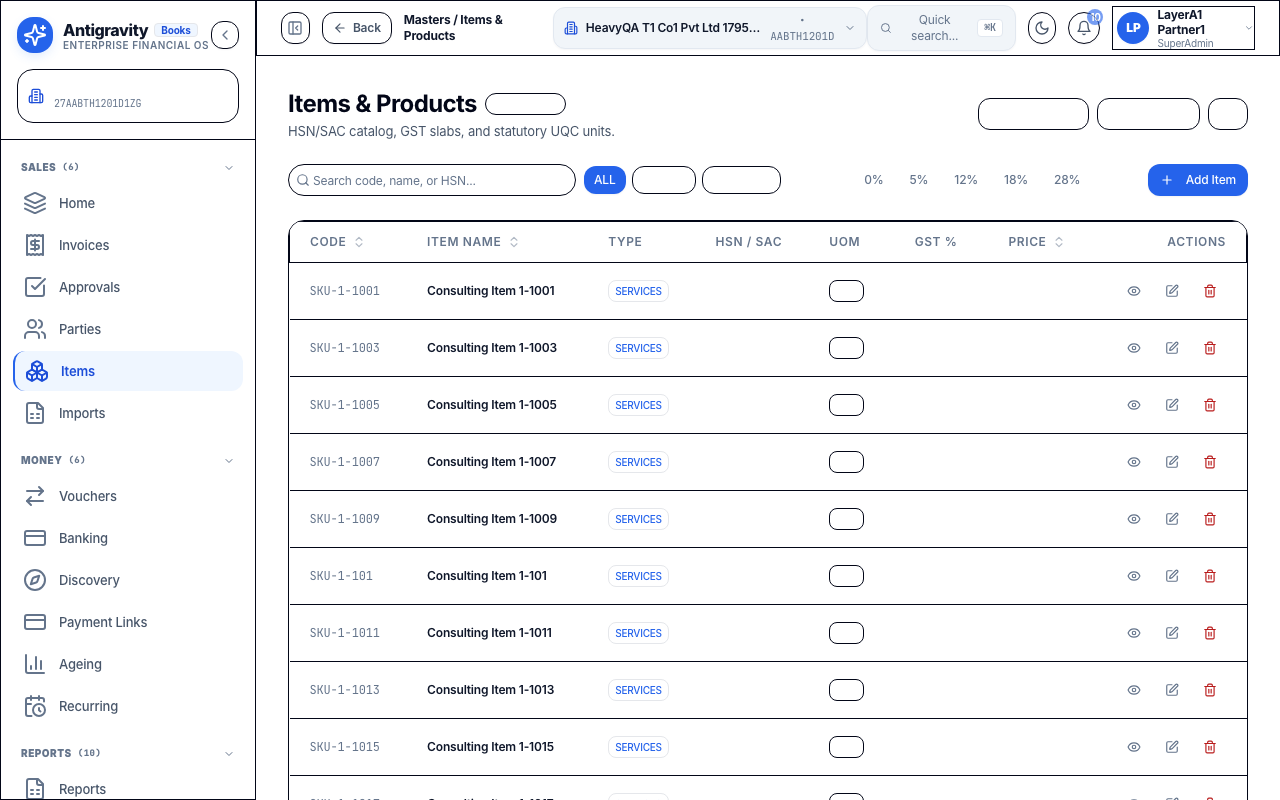 Antigravity Books
ENTERPRISE FINANCIAL OS
27AABTH1201D1ZG
SALES (6)
Home
Invoices
Approvals
Parties
Items
Imports
MONEY (6)
Vouchers
Banking
Discovery
Payment Links
Ageing
Recurring
REPORTS (10)
Reports
Back
Masters / Items & Products
HeavyQA T1 Co1 Pvt Ltd 1795... · AABTH1201D
Quick search... ⌘K
10
LP
LayerA1 Partner1
SuperAdmin
Items & Products
HSN/SAC catalog, GST slabs, and statutory UQC units.
Search code, name, or HSN...
ALL
0% 5% 12% 18% 28%
Add Item
CODE ITEM NAME TYPE HSN / SAC UOM GST % PRICE ACTIONS
SKU-1-1001 Consulting Item 1-1001 SERVICES
SKU-1-1003 Consulting Item 1-1003 SERVICES
SKU-1-1005 Consulting Item 1-1005 SERVICES
SKU-1-1007 Consulting Item 1-1007 SERVICES
SKU-1-1009 Consulting Item 1-1009 SERVICES
SKU-1-101 Consulting Item 1-101 SERVICES
SKU-1-1011 Consulting Item 1-1011 SERVICES
SKU-1-1013 Consulting Item 1-1013 SERVICES
SKU-1-1015 Consulting Item 1-1015 SERVICES